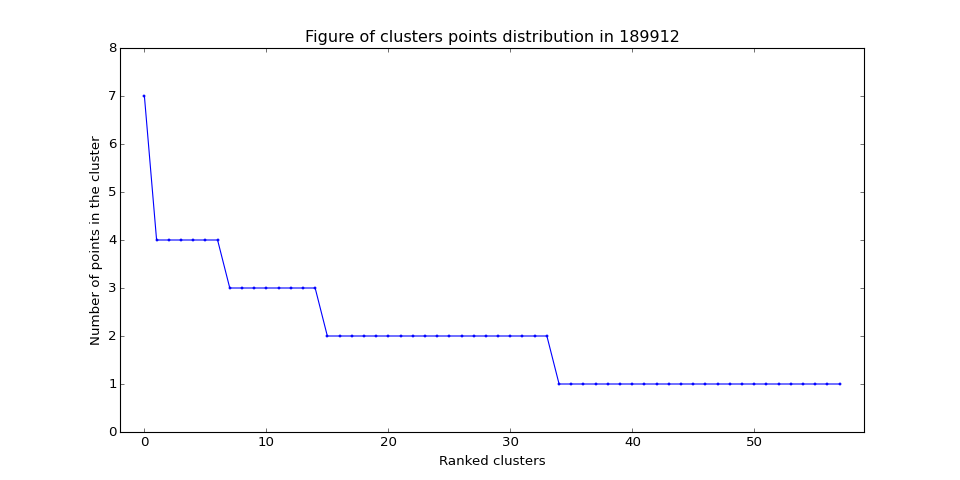 Figure of clusters points distribution in 189912
8
7
6
5
4
3
2
1
0
Number of points in the cluster
0 10 20 30 40 50
Ranked clusters